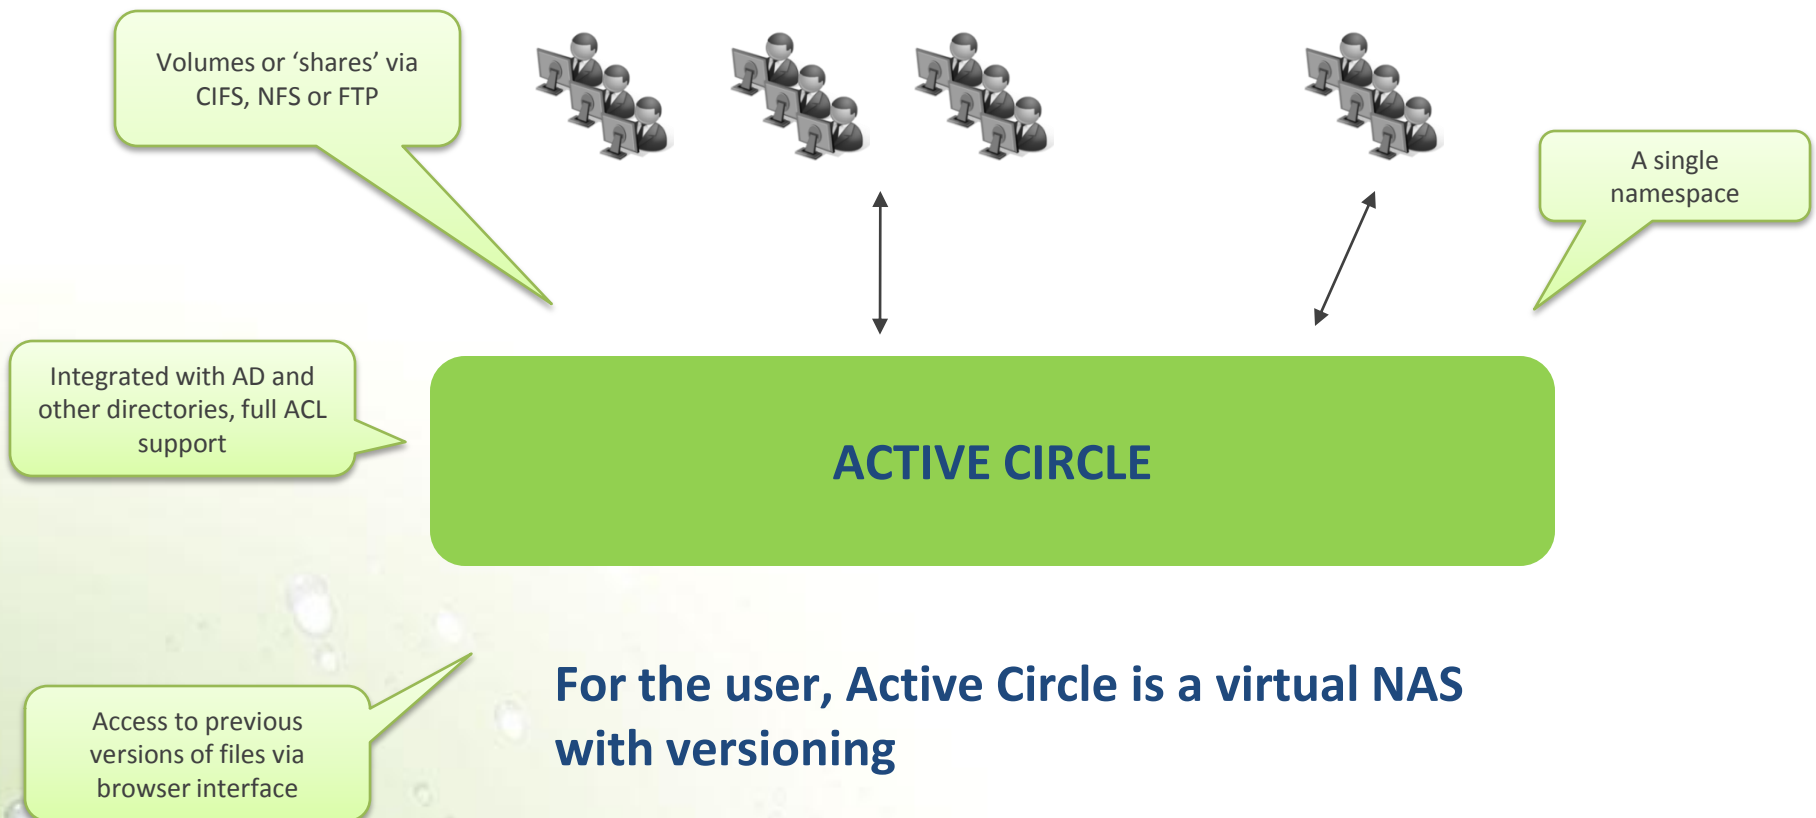 Volumes or ‘shares’ via
CIFS, NFS or FTP
A single
namespace
Integrated with AD and
other directories, full ACL
support
ACTIVE CIRCLE
For the user, Active Circle is a virtual NAS
with versioning
Access to previous
versions of files via
browser interface